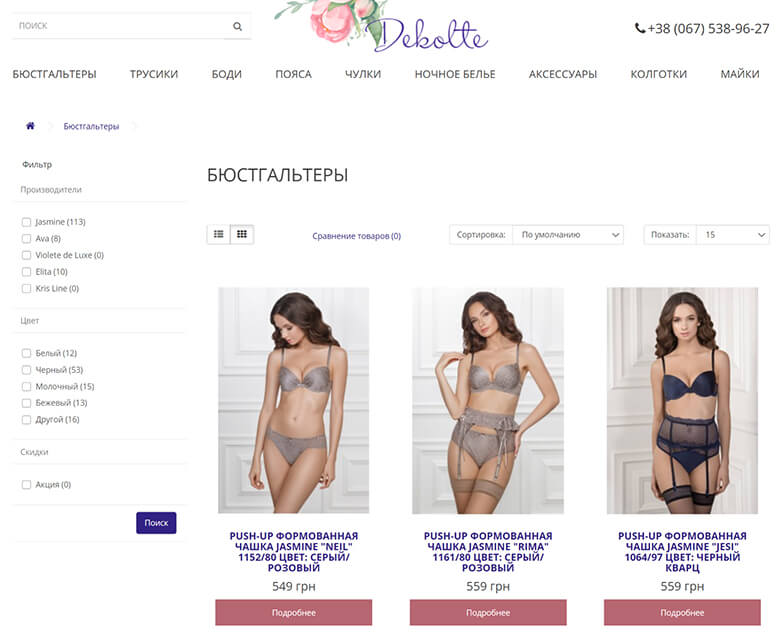 ПОИСК
Dekolte
+38 (067) 538-96-27
БЮСТГАЛЬТЕРЫ ТРУСИКИ БОДИ ПОЯСА ЧУЛКИ НОЧНОЕ БЕЛЬЕ АКСЕССУАРЫ КОЛГОТКИ МАЙКИ
Бюстгальтеры
Фильтр
Производители
Jasmine (113)
Ava (8)
Violete de Luxe (0)
Elita (10)
Kris Line (0)
Цвет
Белый (12)
Черный (53)
Молочный (15)
Бежевый (13)
Другой (16)
Скидки
Акция (0)
Поиск
БЮСТГАЛЬТЕРЫ
Сравнение товаров (0)
Сортировка: По умолчанию
Показать: 15
PUSH-UP ФОРМОВАННАЯ
ЧАШКА JASMINE "NEIL"
1152/80 ЦВЕТ: СЕРЫЙ/
РОЗОВЫЙ
549 грн
Подробнее
PUSH-UP ФОРМОВАННАЯ
ЧАШКА JASMINE "RIMA"
1161/80 ЦВЕТ: СЕРЫЙ/
РОЗОВЫЙ
559 грн
Подробнее
PUSH-UP ФОРМОВАННАЯ
ЧАШКА JASMINE "JESI"
1064/97 ЦВЕТ: ЧЕРНЫЙ
КВАРЦ
559 грн
Подробнее